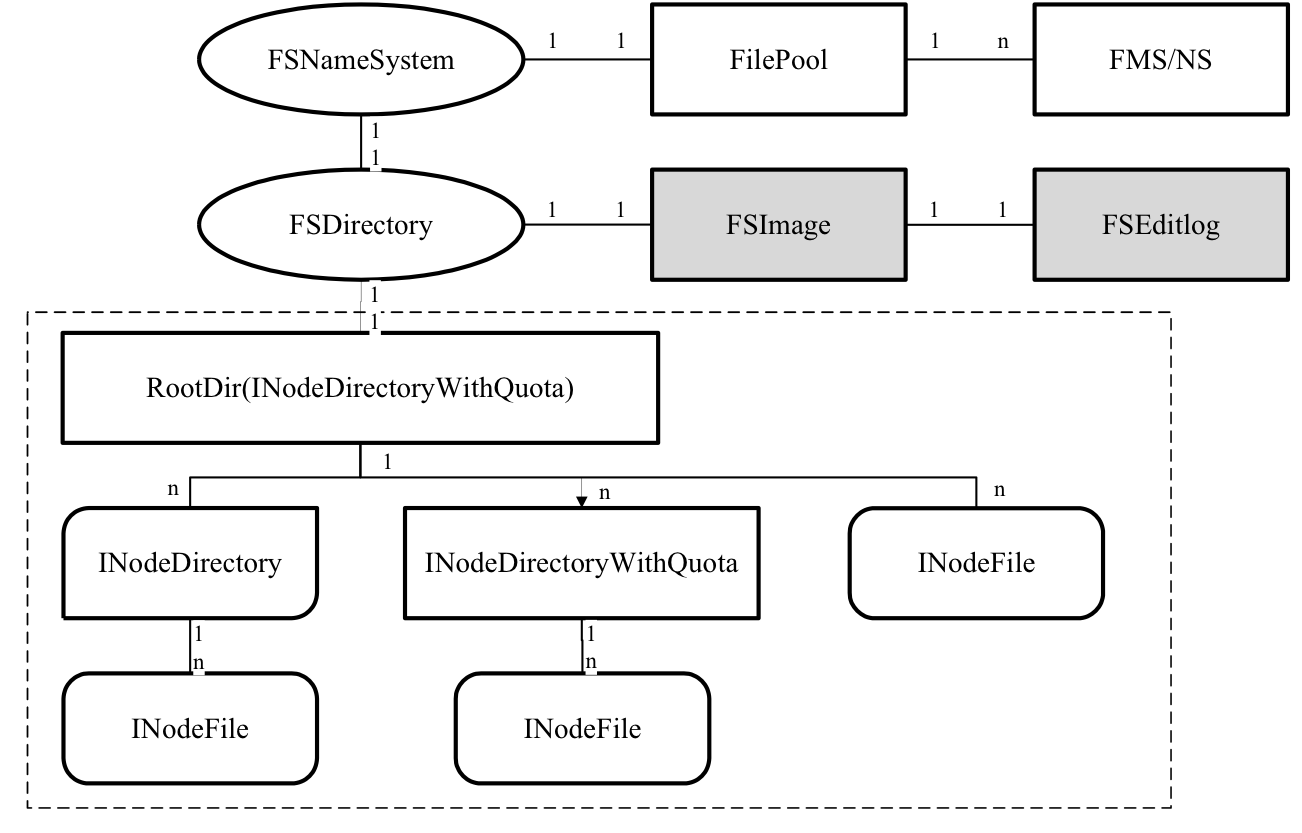 FSNameSystem
1
1
FilePool
1
n
FMS/NS
1
1
FSDirectory
1
1
FSImage
1
1
FSEditlog
1
1
RootDir(INodeDirectoryWithQuota)
1
n
n
n
INodeDirectory
INodeDirectoryWithQuota
INodeFile
1
n
1
n
INodeFile
INodeFile